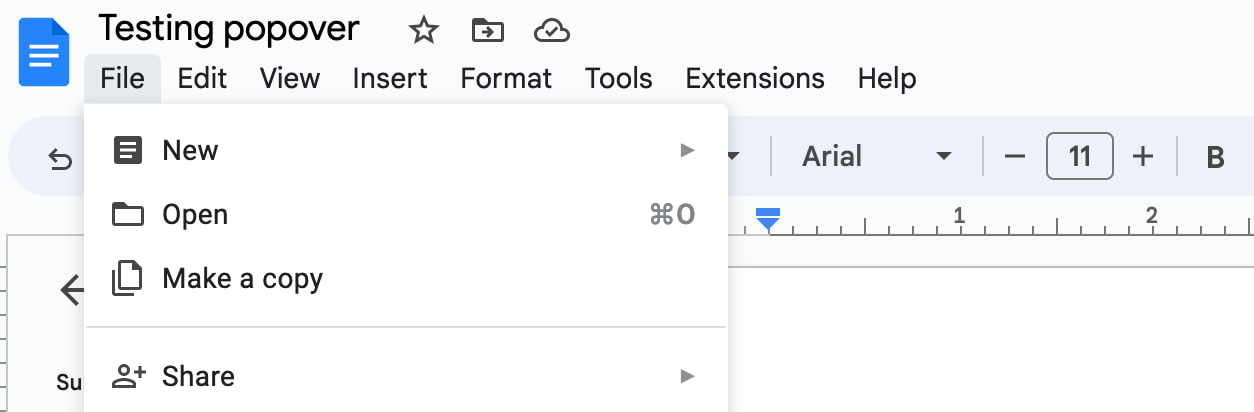 Testing popover
File Edit View Insert Format Tools Extensions Help
New
Arial 11 B
Open ⌘O
1 2
Make a copy
Su
Share